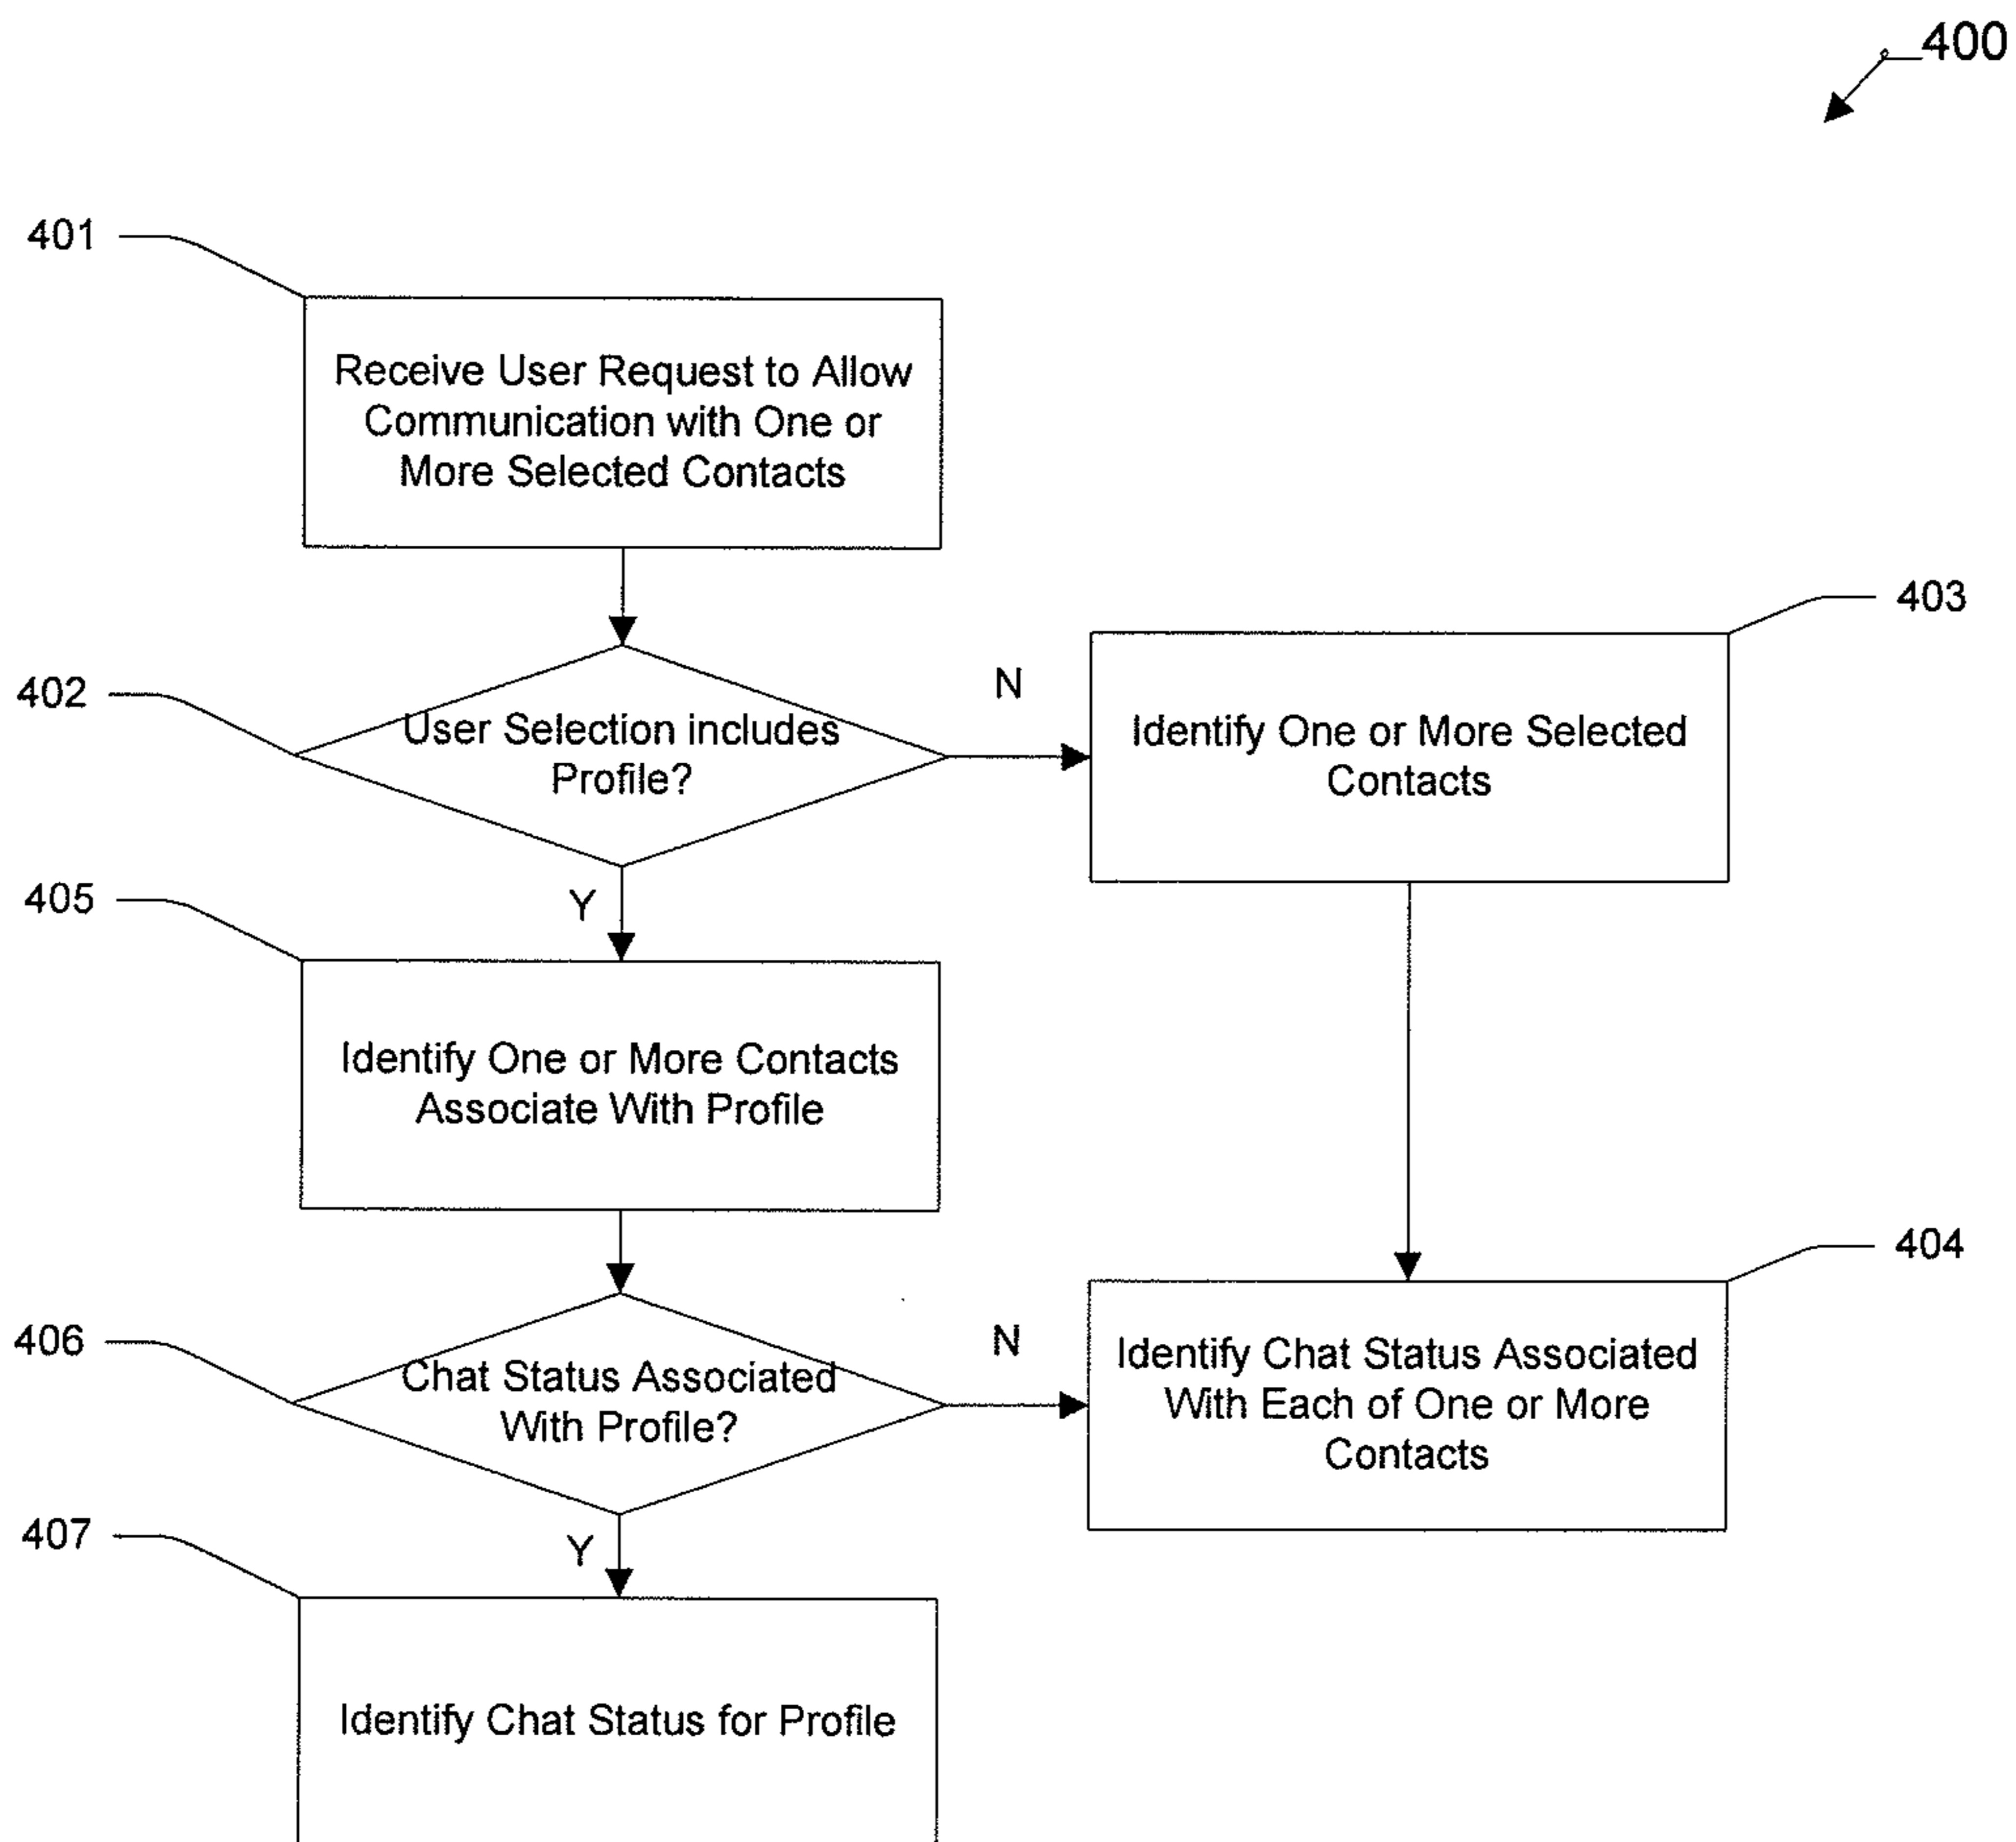 400
401
Receive User Request to Allow
Communication with One or
More Selected Contacts
402
User Selection includes
Profile?
N
403
Identify One or More Selected
Contacts
Y
405
Identify One or More Contacts
Associate With Profile
406
Chat Status Associated
With Profile?
N
404
Identify Chat Status Associated
With Each of One or More
Contacts
Y
407
Identify Chat Status for Profile